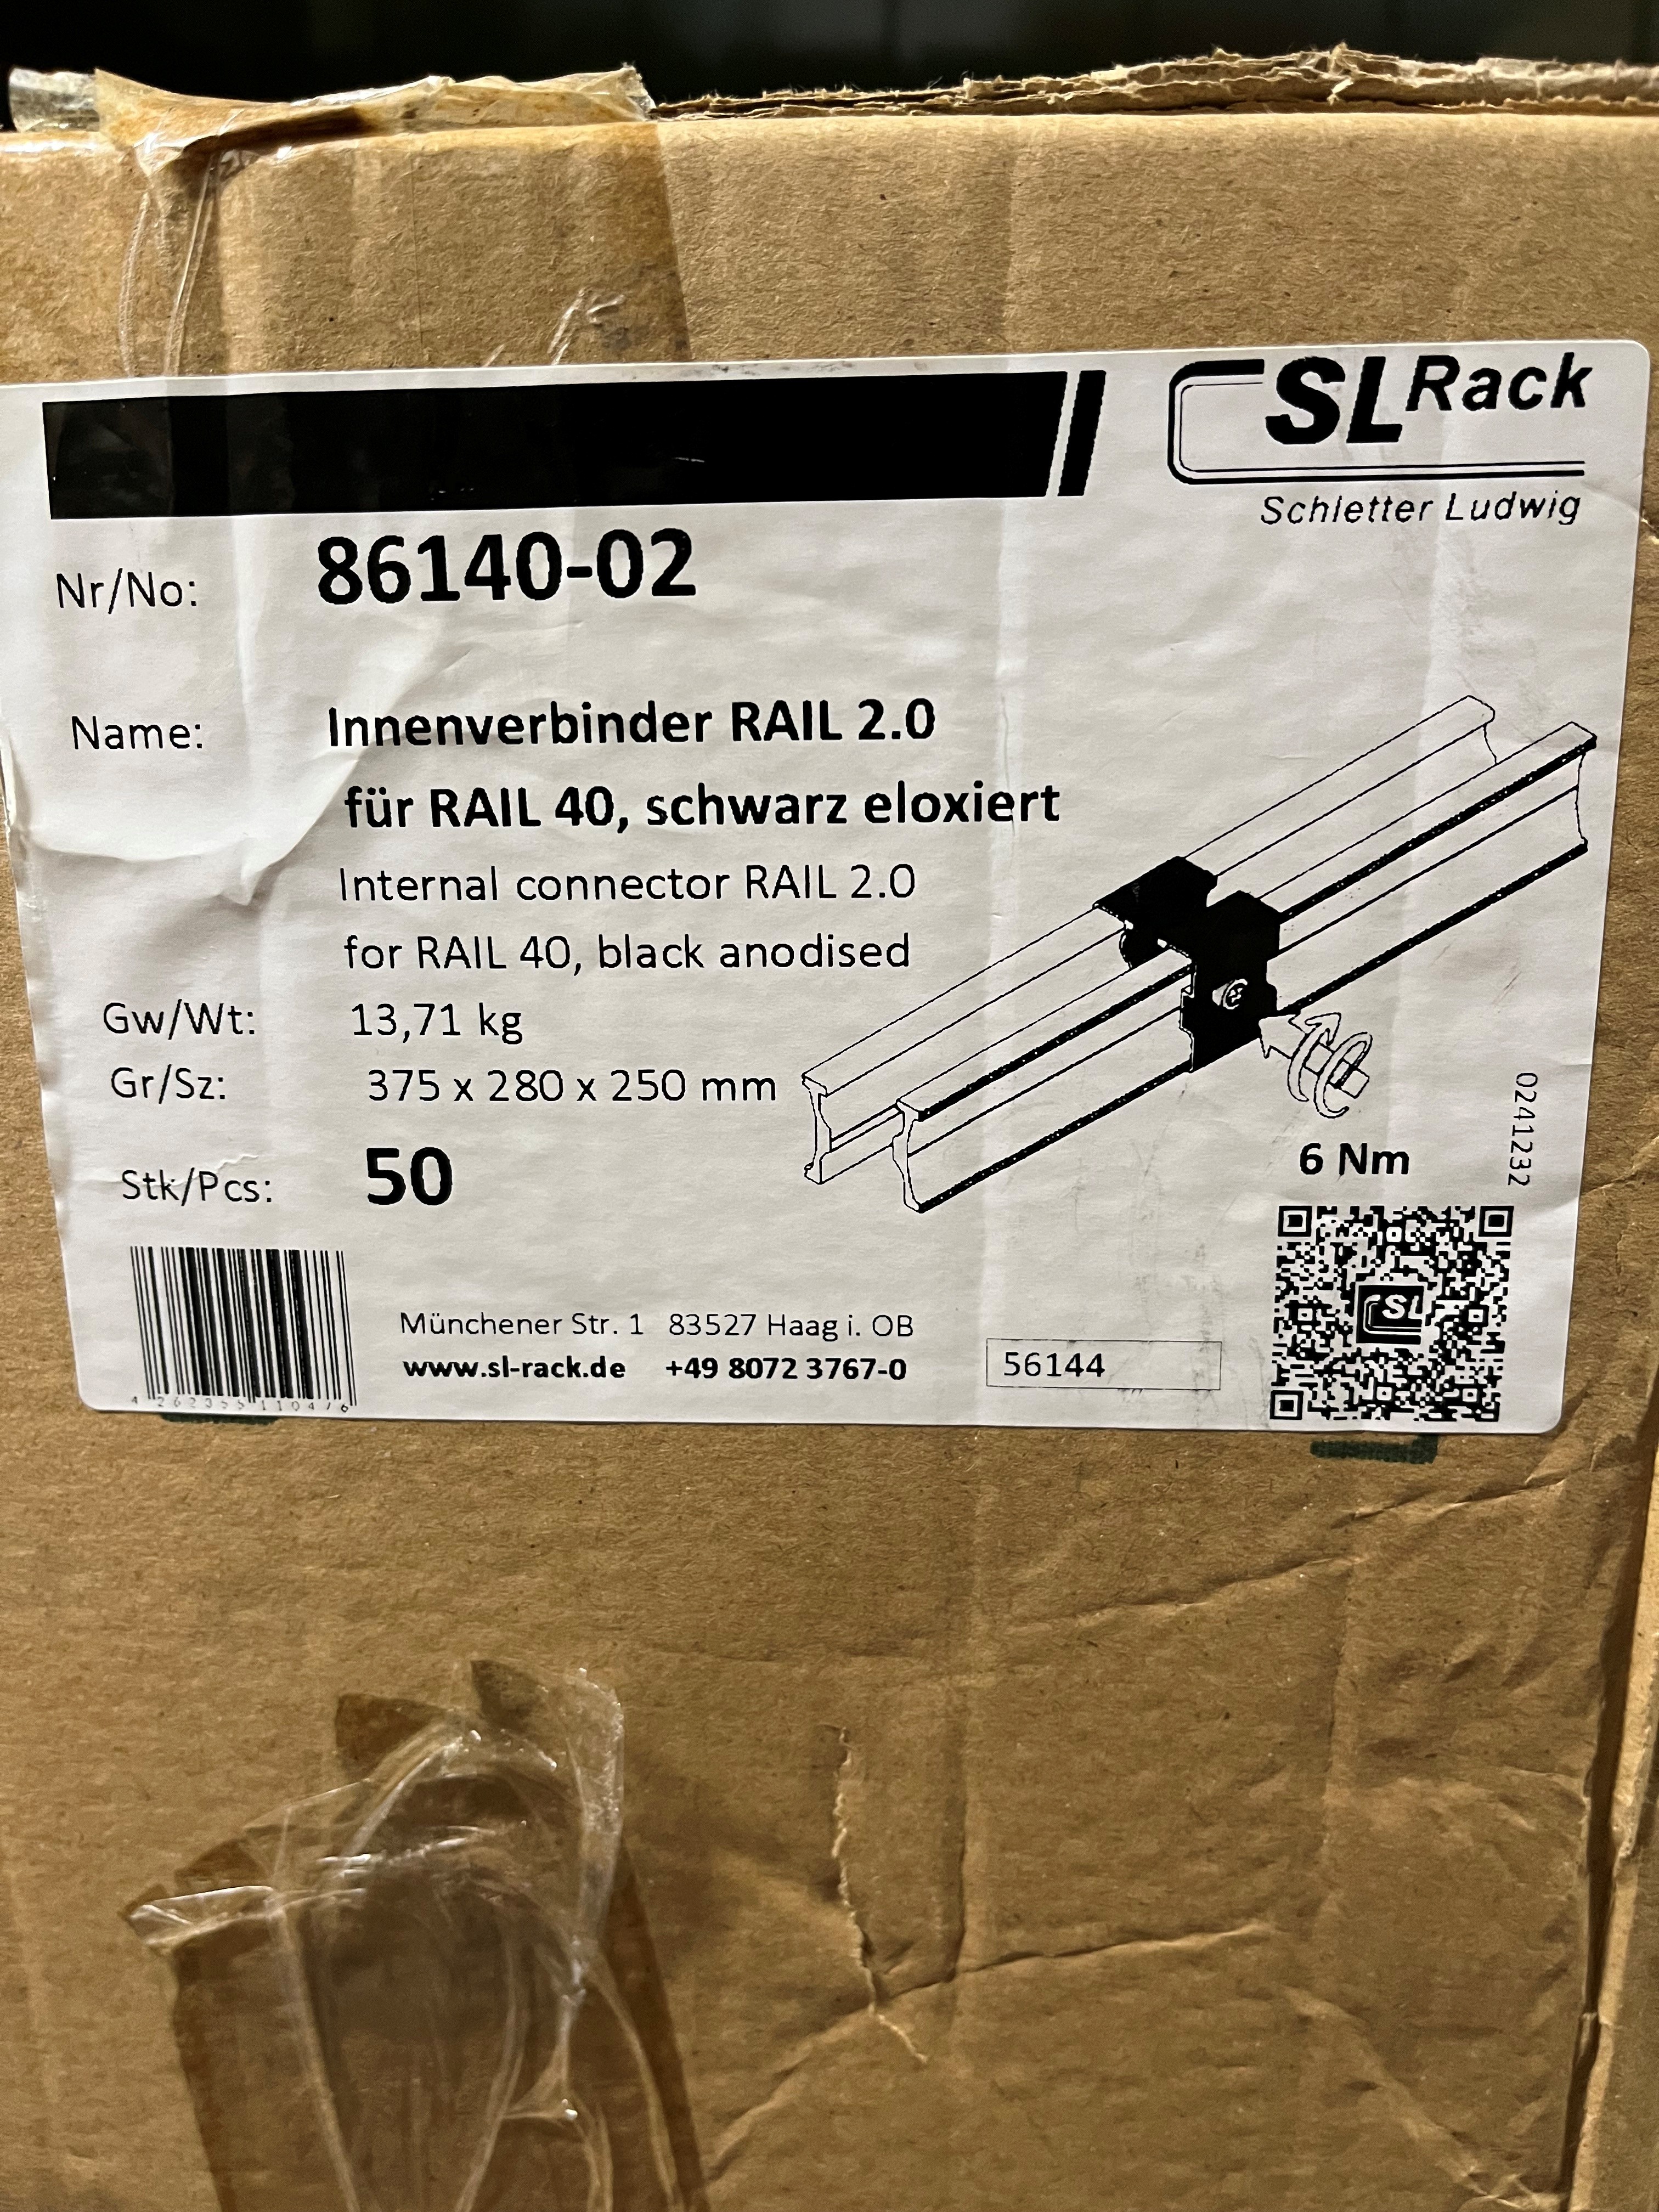 SL Rack
Schletter Ludwig
Nr/No: 86140-02
Name: Innenverbinder RAIL 2.0
für RAIL 40, schwarz eloxiert
Internal connector RAIL 2.0
for RAIL 40, black anodised
Gw/Wt: 13,71 kg
Gr/Sz: 375 x 280 x 250 mm
Stk/Pcs: 50
6 Nm
0241232
Münchener Str. 1 83527 Haag i. OB
www.sl-rack.de +49 8072 3767-0
56144
SL